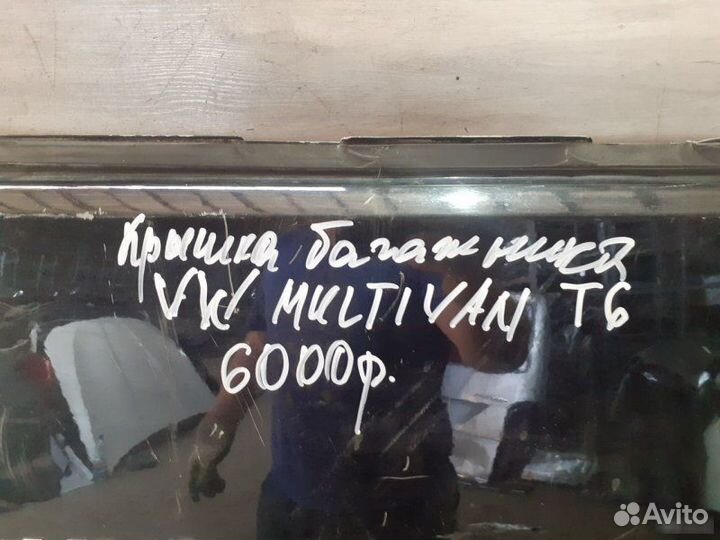 Крышка багажника
VW MULTIVAN T6
6000р.
Avito